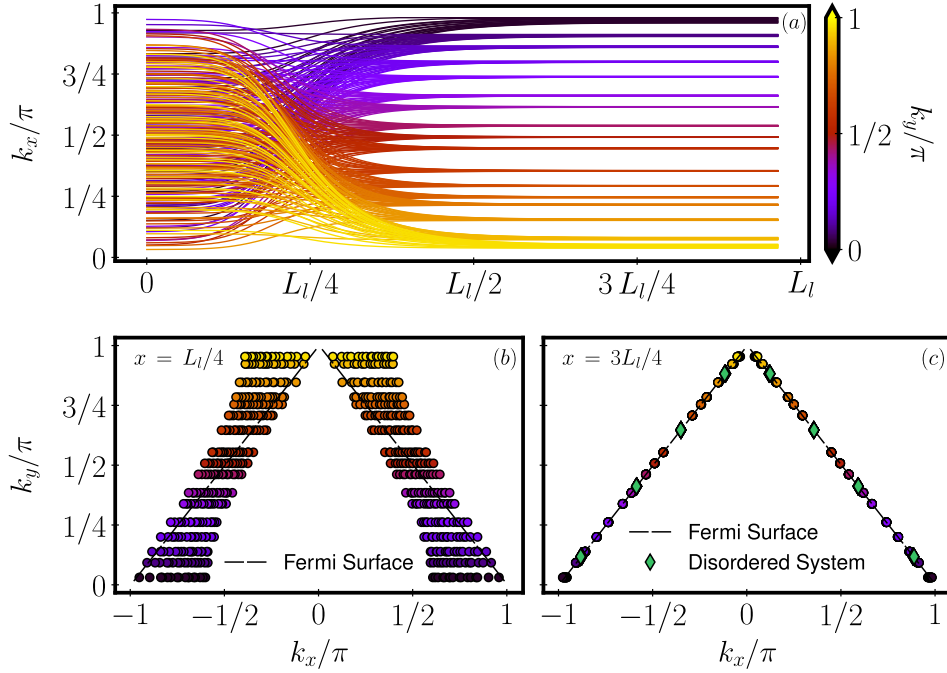 (a)
1
3/4
1/2
1/4
0
k_x/π
0
L_l/4
L_l/2
3 L_l/4
L_l
1
1/2
0
k_y/π
x = L_l/4
(b)
1
3/4
1/2
1/4
0
k_y/π
Fermi Surface
−1
−1/2
0
1/2
1
k_x/π
x = 3L_l/4
(c)
Fermi Surface
Disordered System
−1
−1/2
0
1/2
1
k_x/π